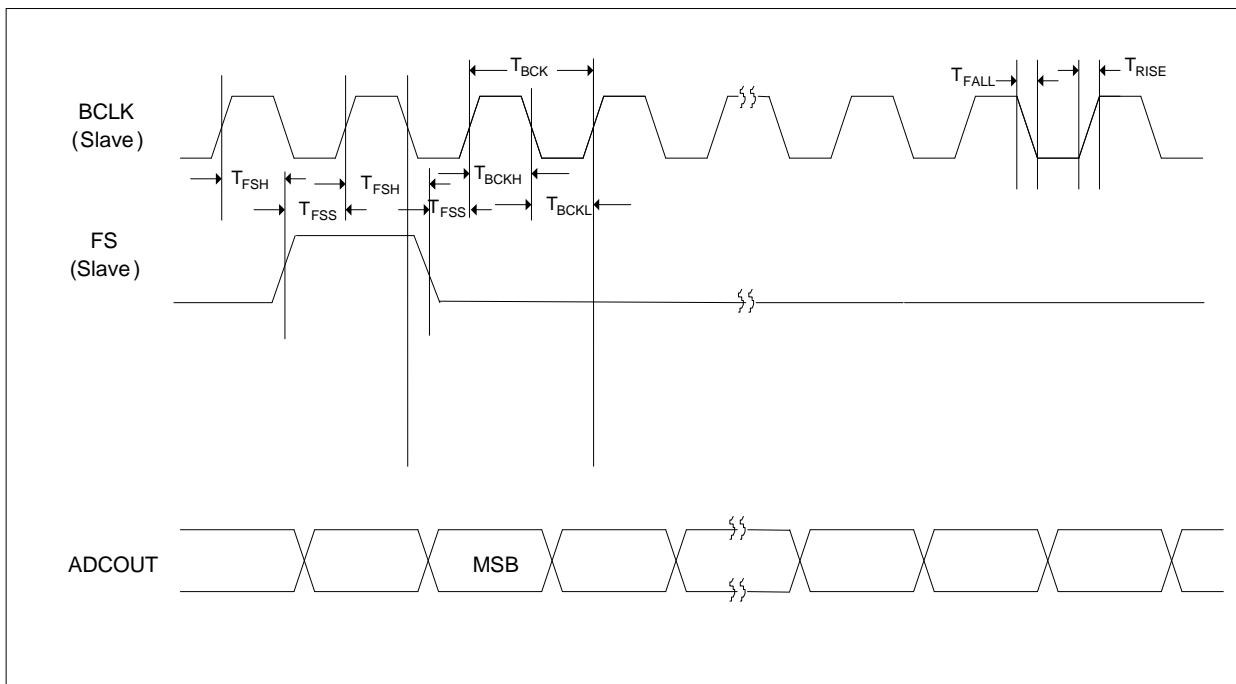 T_BCK
T_FALL
T_RISE
BCLK
(Slave)
T_FSH
T_FSH
T_BCKH
T_FSS
T_FSS
T_BCKL
FS
(Slave)
ADCOUT
MSB